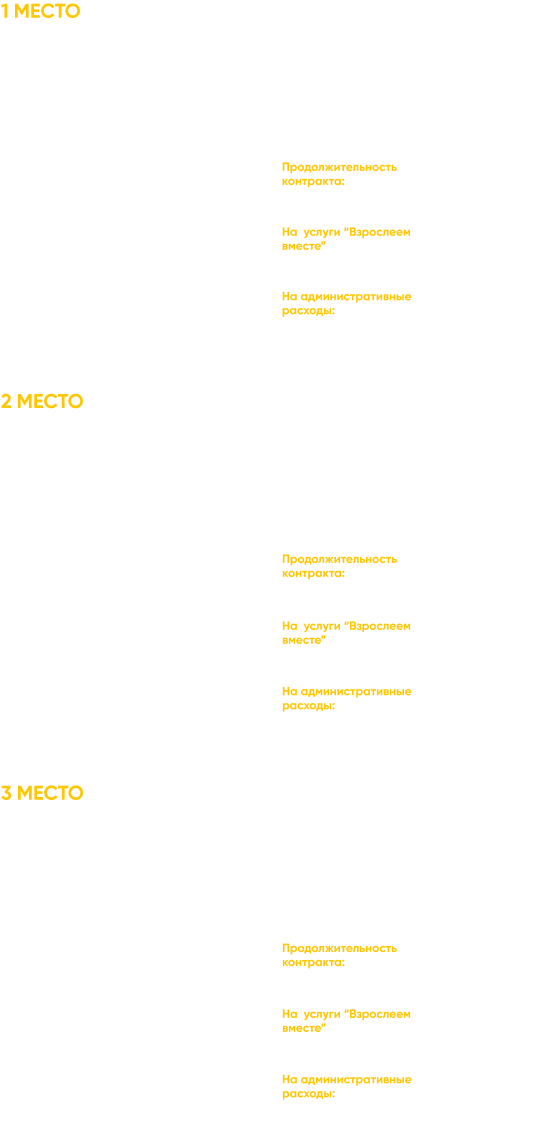 1 МЕСТО
Продолжительность
контракта:
На услуги “Взрослеем
вместе”
На административные
расходы:
2 МЕСТО
Продолжительность
контракта:
На услуги “Взрослеем
вместе”
На административные
расходы:
3 МЕСТО
Продолжительность
контракта:
На услуги “Взрослеем
вместе”
На административные
расходы: